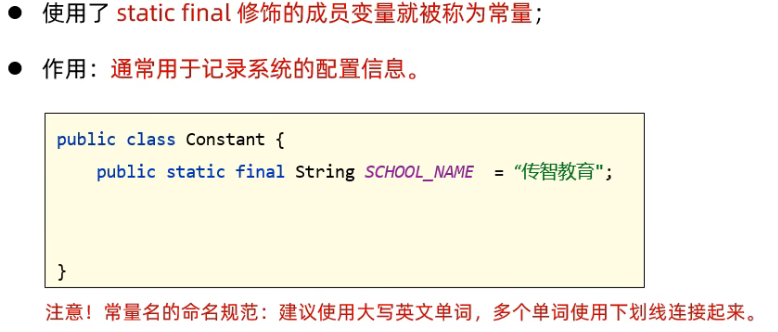 ● 使用了 static final 修饰的成员变量就被称为常量；
● 作用：通常用于记录系统的配置信息。
public class Constant {
public static final String SCHOOL_NAME = “传智教育";
}
注意！常量名的命名规范：建议使用大写英文单词，多个单词使用下划线连接起来。